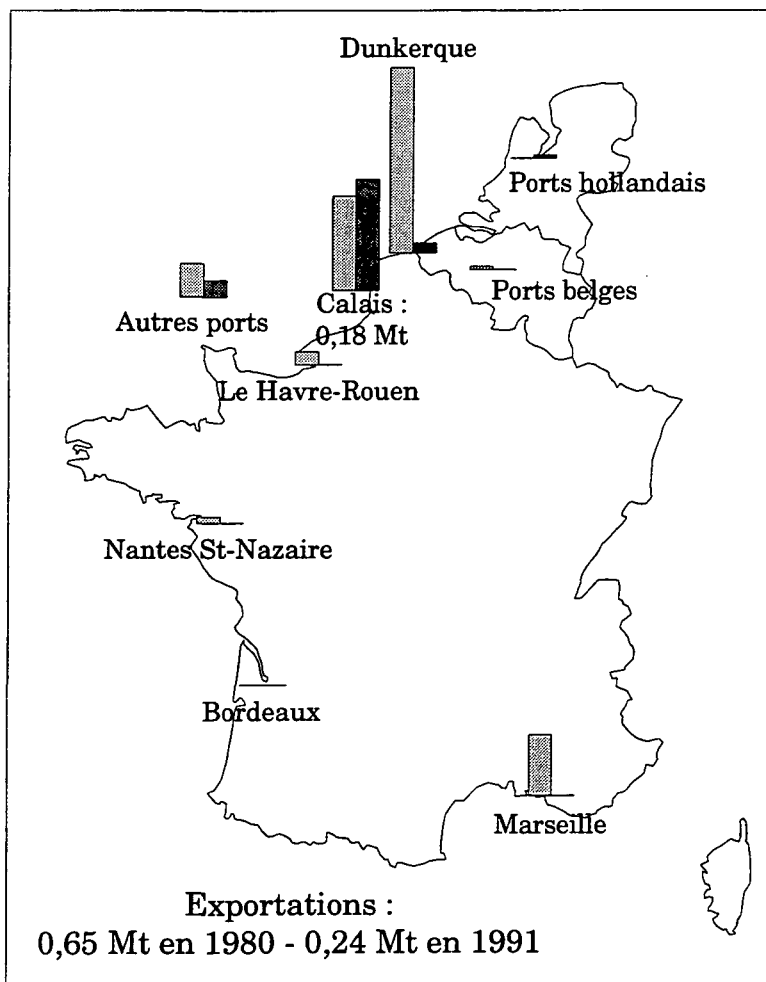 Dunkerque
Ports hollandais
Ports belges
Calais :
0,18 Mt
Autres ports
Le Havre-Rouen
Nantes St-Nazaire
Bordeaux
Marseille
Exportations :
0,65 Mt en 1980 - 0,24 Mt en 1991